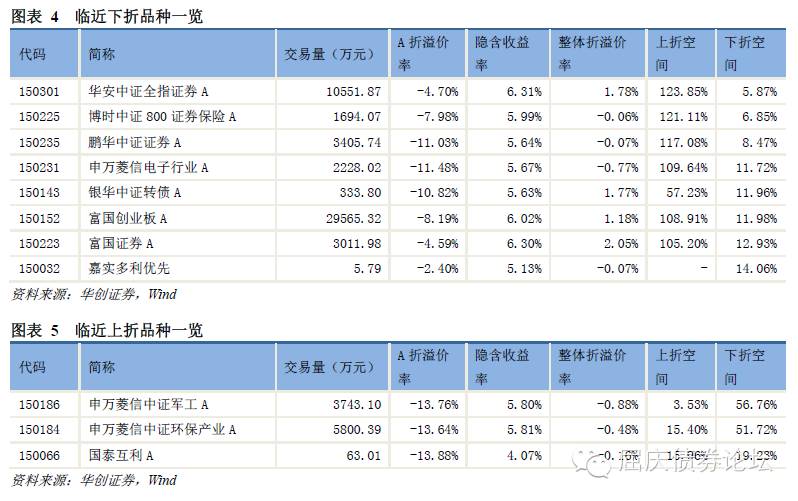 图表 4 临近下折品种一览
代码 简称 交易量（万元） A 折溢价率 隐含收益率 整体折溢价率 上折空间 下折空间
150301 华安中证全指证券 A 10551.87 -4.70% 6.31% 1.78% 123.85% 5.87%
150225 博时中证 800 证券保险 A 1694.07 -7.98% 5.99% -0.06% 121.11% 6.85%
150235 鹏华中证证券 A 3405.74 -11.03% 5.64% -0.07% 117.08% 8.47%
150231 申万菱信电子行业 A 2228.02 -11.48% 5.67% -0.77% 109.64% 11.72%
150143 银华中证转债 A 333.80 -10.82% 5.63% 1.77% 57.23% 11.96%
150152 富国创业板 A 29565.32 -8.19% 6.02% 1.18% 108.91% 11.98%
150223 富国证券 A 3011.98 -4.59% 6.30% 2.05% 105.20% 12.93%
150032 嘉实多利优先 5.79 -2.40% 5.13% -0.07% - 14.06%
资料来源：华创证券，Wind
图表 5 临近上折品种一览
代码 简称 交易量（万元） A 折溢价率 隐含收益率 整体折溢价率 上折空间 下折空间
150186 申万菱信中证军工 A 3743.10 -13.76% 5.80% -0.88% 3.53% 56.76%
150184 申万菱信中证环保产业 A 5800.39 -13.64% 5.81% -0.48% 15.40% 51.72%
150066 国泰互利 A 63.01 -13.88% 4.07%
资料来源：华创证券，Wind
屈庆债券论坛